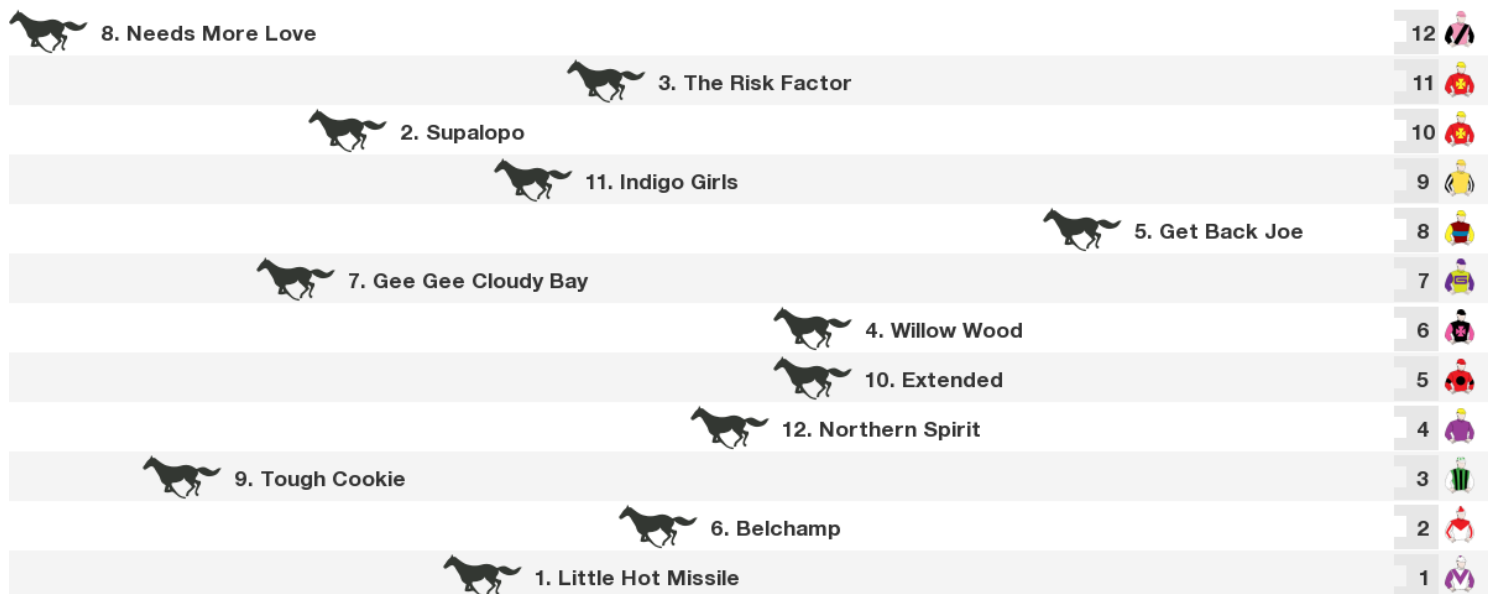 8. Needs More Love 12
3. The Risk Factor 11
2. Supalopo 10
11. Indigo Girls 9
5. Get Back Joe 8
7. Gee Gee Cloudy Bay 7
4. Willow Wood 6
10. Extended 5
12. Northern Spirit 4
9. Tough Cookie 3
6. Belchamp 2
1. Little Hot Missile 1